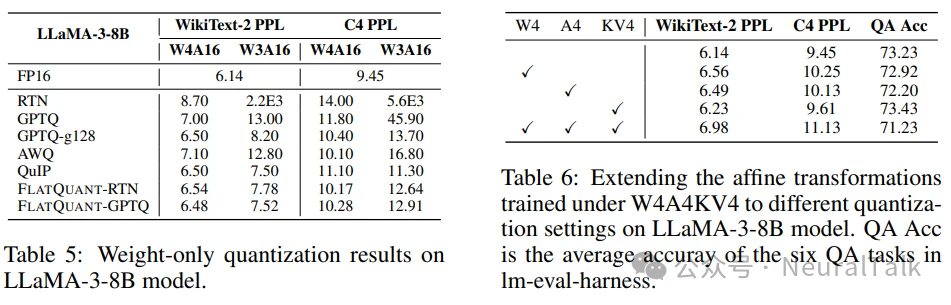 LLaMA-3-8B WikiText-2 PPL C4 PPL
W4A16 W3A16 W4A16 W3A16
FP16 6.14 9.45
RTN 8.70 2.2E3 14.00 5.6E3
GPTQ 7.00 13.00 11.80 45.90
GPTQ-g128 6.50 8.20 10.40 13.70
AWQ 7.10 12.80 10.10 16.80
QuIP 6.50 7.50 11.10 11.30
FLATQUANT-RTN 6.54 7.78 10.17 12.64
FLATQUANT-GPTQ 6.48 7.52 10.28 12.91
Table 5: Weight-only quantization results on
LLaMA-3-8B model.
W4 A4 KV4 WikiText-2 PPL C4 PPL QA Acc
6.14 9.45 73.23
✓ 6.56 10.25 72.92
✓ 6.49 10.13 72.20
✓ 6.23 9.61 73.43
✓ ✓ ✓ 6.98 11.13 71.23
Table 6: Extending the affine transformations
trained under W4A4KV4 to different quantiza-
tion settings on LLaMA-3-8B model. QA Acc
is the average accuray of the six QA tasks in
lm-eval-harness.
公众号 · NeuralTalk